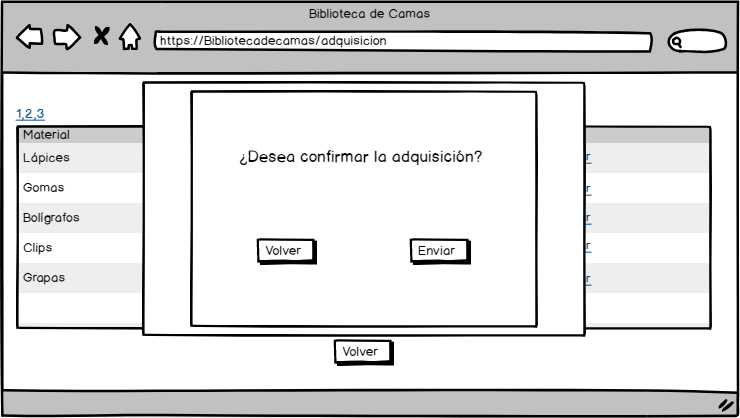 Biblioteca de Camas
https://Bibliotecadecamas/adquisicion
1,2,3
Material
¿Desea confirmar la adquisición?
Lápices r
Gomas r
Bolígrafos r
Clips r
Volver Enviar
Grapas r
Volver